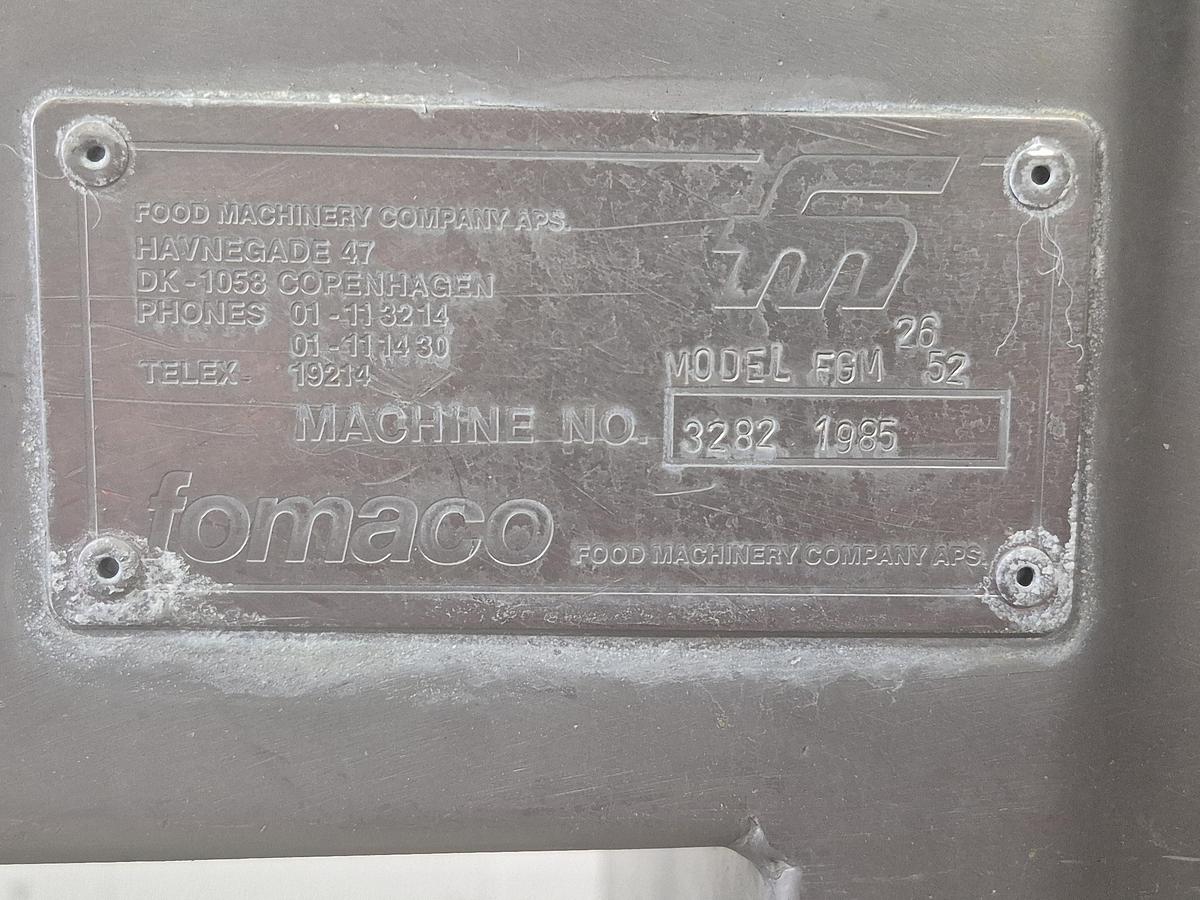 FOOD MACHINERY COMPANY APS.
HAVNEGADE 47
DK-1058 COPENHAGEN
PHONES 01-11 32 14
01-11 14 30
TELEX 19214
fm
26
MODEL FGM 52
MACHINE NO. 3282 1985
fomaco FOOD MACHINERY COMPANY APS.